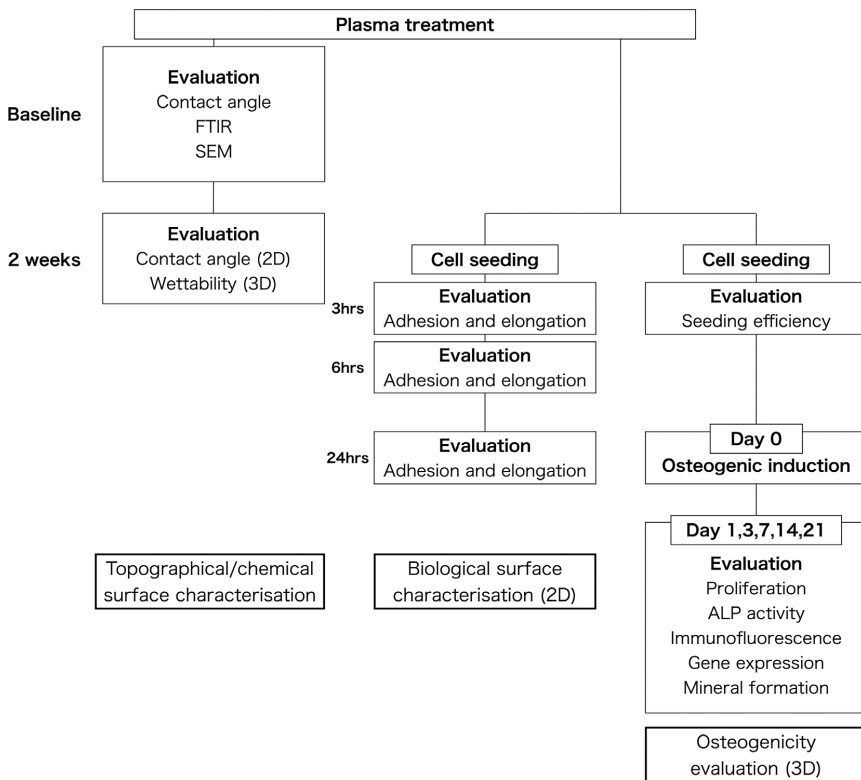 Plasma treatment
Baseline
Evaluation
Contact angle
FTIR
SEM
2 weeks
Evaluation
Contact angle (2D)
Wettability (3D)
Topographical/chemical
surface characterisation
Cell seeding
3hrs
Evaluation
Adhesion and elongation
6hrs
Evaluation
Adhesion and elongation
24hrs
Evaluation
Adhesion and elongation
Biological surface
characterisation (2D)
Cell seeding
Evaluation
Seeding efficiency
Day 0
Osteogenic induction
Day 1,3,7,14,21
Evaluation
Proliferation
ALP activity
Immunofluorescence
Gene expression
Mineral formation
Osteogenicity
evaluation (3D)